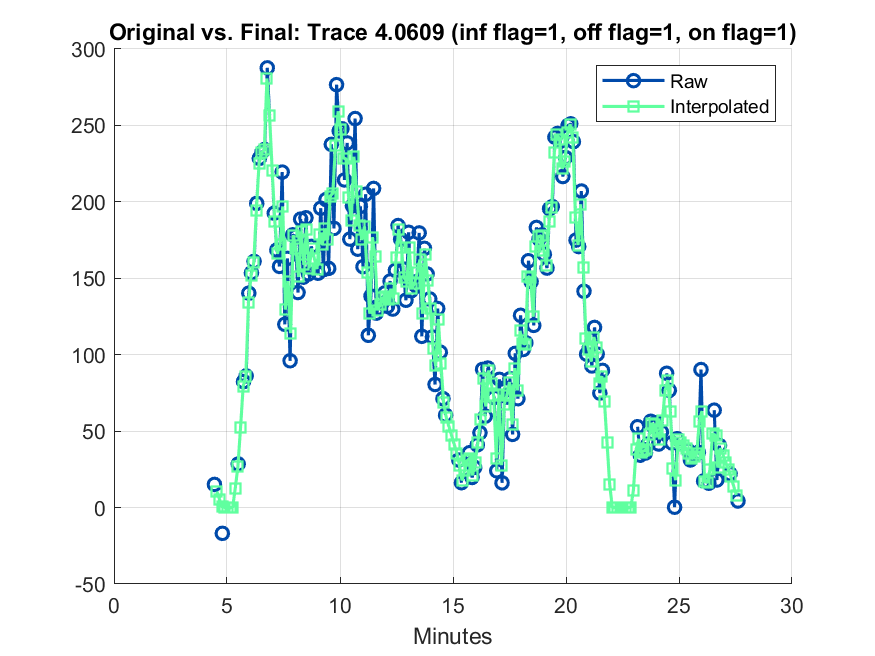 Original vs. Final: Trace 4.0609 (inf flag=1, off flag=1, on flag=1)
300
250
200
150
100
50
0
-50
Raw
Interpolated
0 5 10 15 20 25 30
Minutes